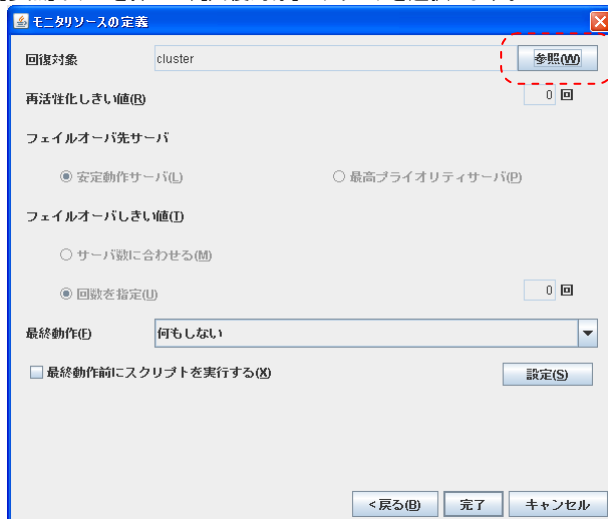 モニタリソースの定義
回復対象 cluster 参照(W)
再活性化しきい値(R) 0 回
フェイルオーバ先サーバ
安定動作サーバ(L) 最高プライオリティサーバ(P)
フェイルオーバしきい値(T)
サーバ数に合わせる(M)
回数を指定(U) 0 回
最終動作(F) 何もしない
最終動作前にスクリプトを実行する(X) 設定(S)
<戻る(B) 完了 キャンセル